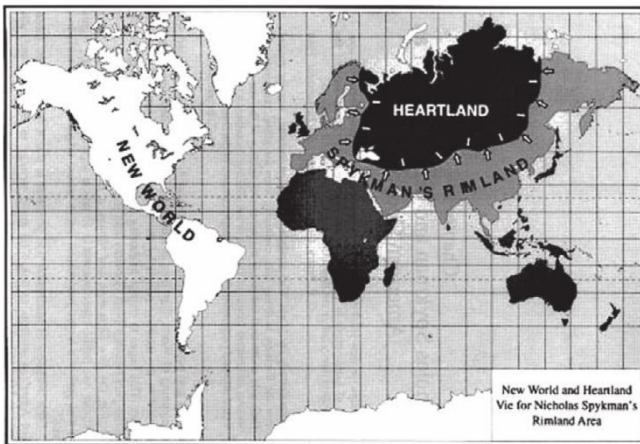 HEARTLAND
NEW WORLD
SPYKMAN'S RIMLAND
New World and Heartland
Vie for Nicholas Spykman's
Rimland Area